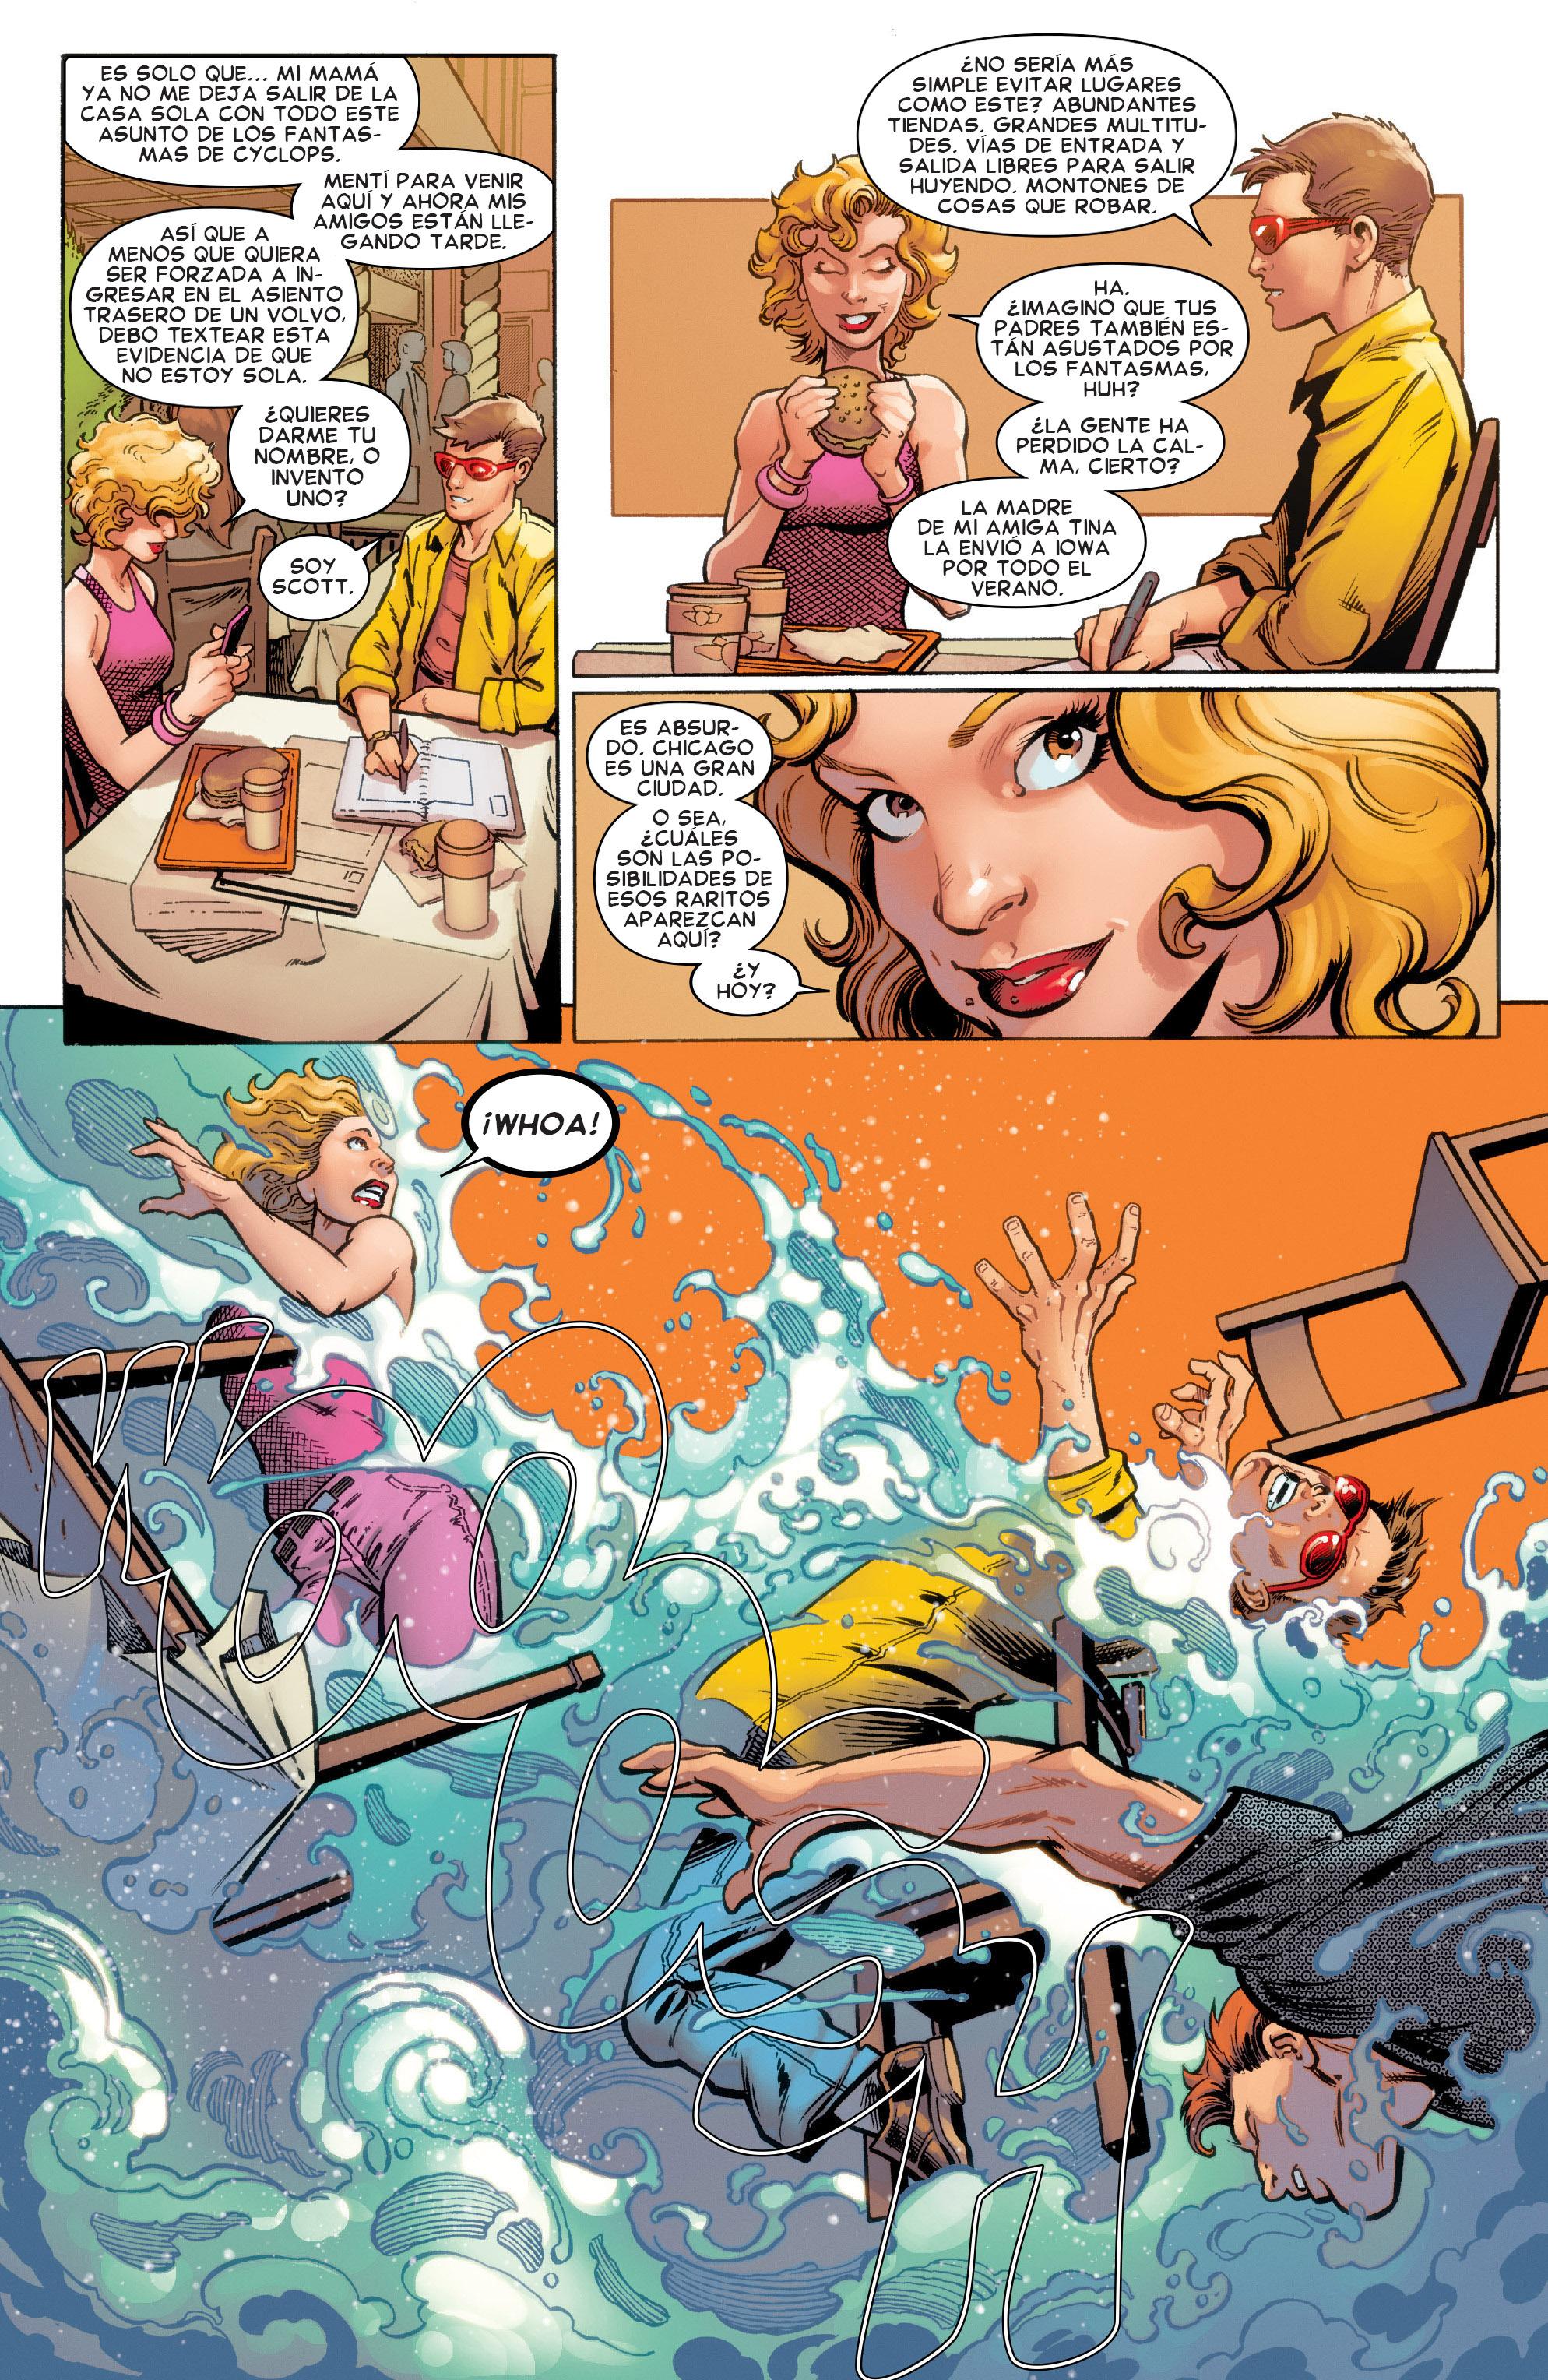 ES SOLO QUE... MI MAMÁ
YA NO ME DEJA SALIR DE LA
CASA SOLA CON TODO ESTE
ASUNTO DE LOS FANTAS-
MAS DE CYCLOPS.
MENTÍ PARA VENIR
AQUÍ Y AHORA MIS
AMIGOS ESTÁN LLE-
GANDO TARDE.
ASÍ QUE A
MENOS QUE QUIERA
SER FORZADA A IN-
GRESAR EN EL ASIENTO
TRASERO DE UN VOLVO,
DEBO TEXTEAR ESTA
EVIDENCIA DE QUE
NO ESTOY SOLA.
¿QUIERES
DARME TU
NOMBRE, O
INVENTO
UNO?
SOY
SCOTT.
¿NO SERÍA MÁS
SIMPLE EVITAR LUGARES
COMO ESTE? ABUNDANTES
TIENDAS. GRANDES MULTITU-
DES. VÍAS DE ENTRADA Y
SALIDA LIBRES PARA SALIR
HUYENDO. MONTONES DE
COSAS QUE ROBAR.
HA.
¿IMAGINO QUE TUS
PADRES TAMBIÉN ES-
TÁN ASUSTADOS POR
LOS FANTASMAS,
HUH?
¿LA GENTE HA
PERDIDO LA CAL-
MA, CIERTO?
LA MADRE
DE MI AMIGA TINA
LA ENVIÓ A IOWA
POR TODO EL
VERANO.
ES ABSUR-
DO. CHICAGO
ES UNA GRAN
CIUDAD.
O SEA,
¿CUÁLES
SON LAS PO-
SIBILIDADES DE
ESOS RARITOS
APAREZCAN
AQUÍ?
¿Y
HOY?
¡WHOA!